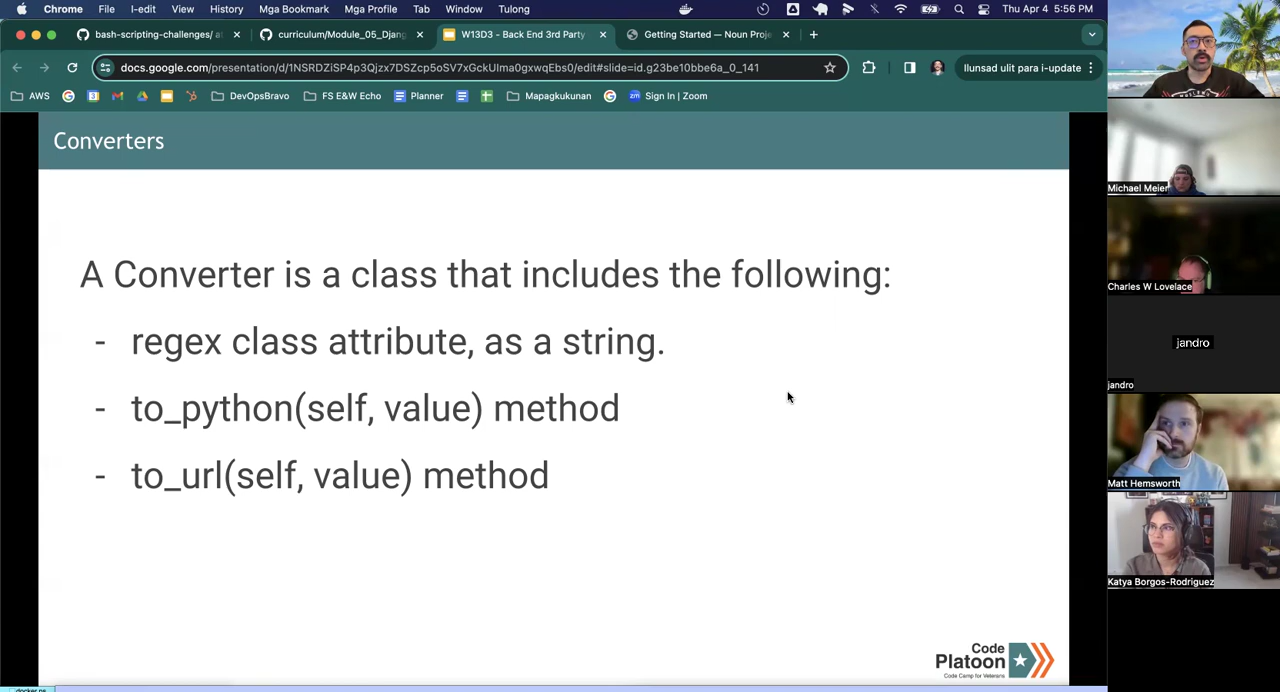 Chrome File I-edit View History Mga Bookmark Mga Profile Tab Window Tulong Thu Apr 4 5:56 PM
bash-scripting-challenges/ at
curriculum/Module_05_Djang
W13D3 - Back End 3rd Party
Getting Started — Noun Proje
docs.google.com/presentation/d/1NSRDZiSP4p3Qjzx7DSZcp5oSV7xGckUha0gxwqEbs0/edit#slide=id.g23be10bbe6a_0_141
Ilunsad ulit para i-update
AWS
DevOpsBravo
FS E&W Echo
Planner
Mapagkukunan
Sign In | Zoom
Converters
A Converter is a class that includes the following:
- regex class attribute, as a string.
- to_python(self, value) method
- to_url(self, value) method
Code
Platoon
Code Camp for Veterans
docker ps
Michael Meier
Charles W Lovelace
jandro
jandro
Matt Hemsworth
Katya Borgos-Rodriguez